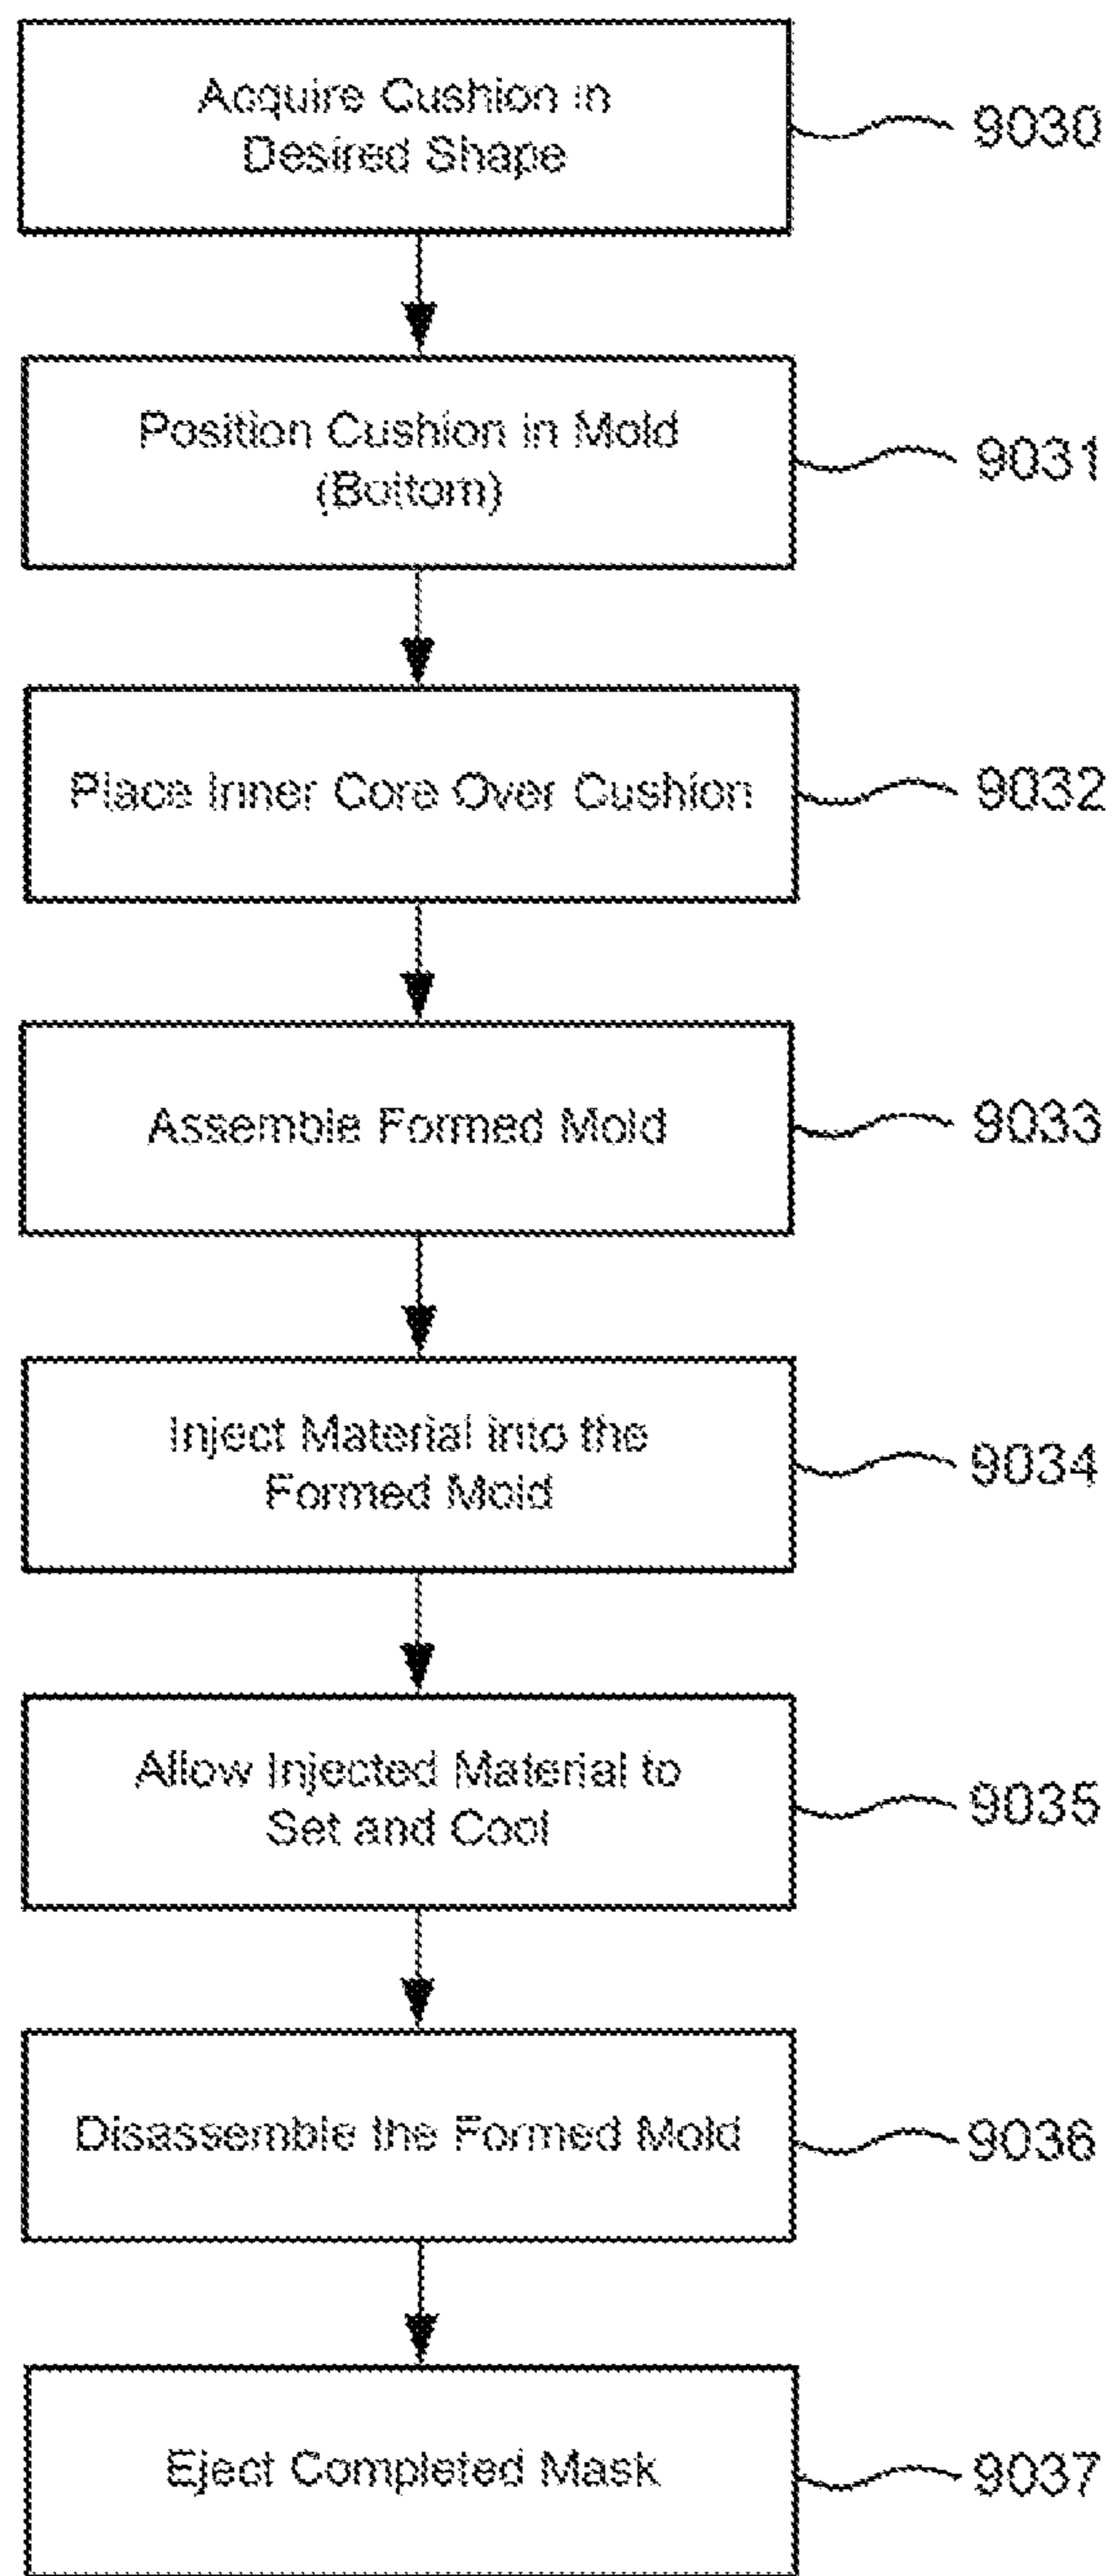 Acquire Cushion in
Desired Shape
9030
Position Cushion in Mold
(Bottom)
9031
Place Inner Core Over Cushion
9032
Assemble Formed Mold
9033
Inject Material into the
Formed Mold
9034
Allow Injected Material to
Set and Cool
9035
Disassemble the Formed Mold
9036
Eject Completed Mask
9037